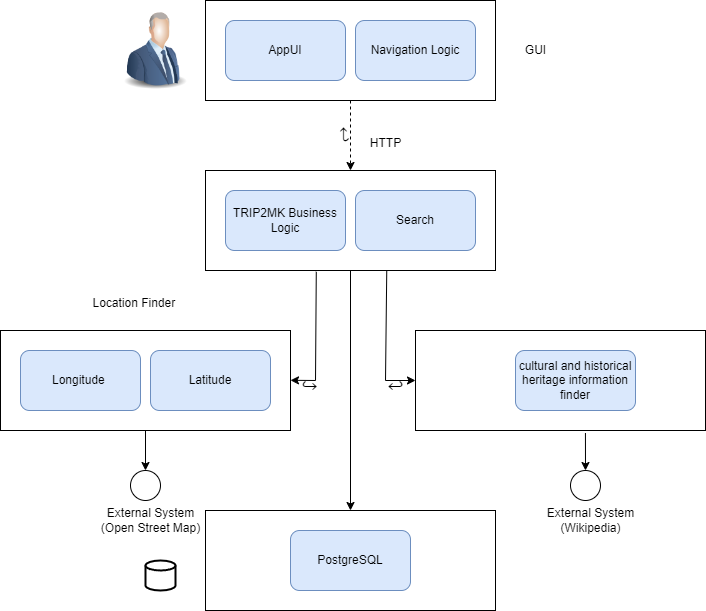 AppUI
Navigation Logic
GUI
HTTP
TRIP2MK Business
Logic
Search
Location Finder
Longitude
Latitude
cultural and historical
heritage information
finder
External System
(Open Street Map)
External System
(Wikipedia)
PostgreSQL